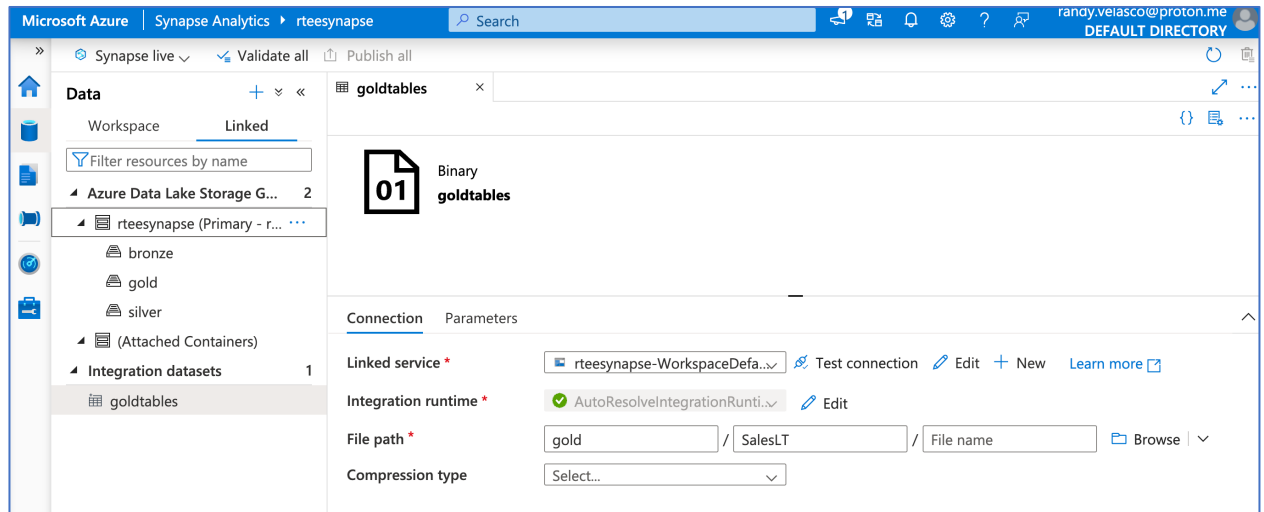 Microsoft Azure Synapse Analytics rteesynapse Search 1 randy.velasco@proton.me
DEFAULT DIRECTORY
Synapse live Validate all Publish all
Data
Workspace Linked
Filter resources by name
Azure Data Lake Storage G... 2
rteesynapse (Primary - r... ...
bronze
gold
silver
(Attached Containers)
Integration datasets 1
goldtables
goldtables
{}
01
Binary
goldtables
Connection Parameters
Linked service * rteesynapse-WorkspaceDefa... Test connection Edit New Learn more
Integration runtime * AutoResolveIntegrationRunti... Edit
File path * gold / SalesLT / File name Browse
Compression type Select...